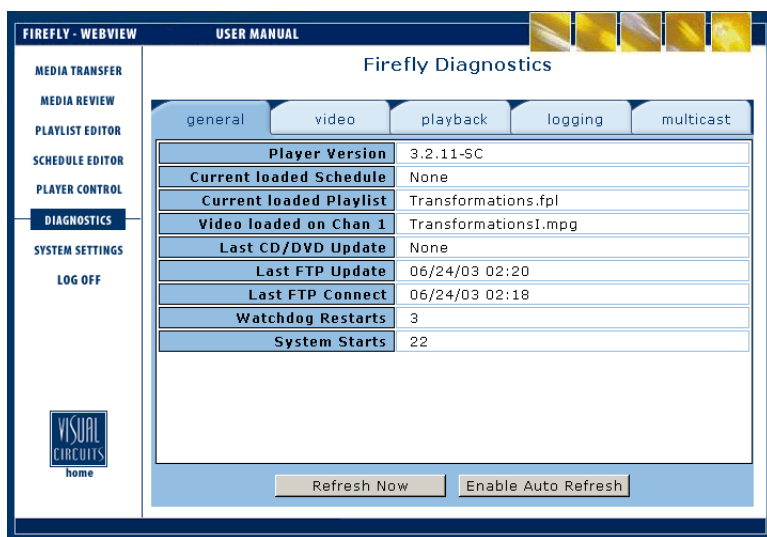 FIREFLY - WEBVIEW USER MANUAL
MEDIA TRANSFER
MEDIA REVIEW
PLAYLIST EDITOR
SCHEDULE EDITOR
PLAYER CONTROL
DIAGNOSTICS
SYSTEM SETTINGS
LOG OFF
VISUAL
CIRCUITS
home
Firefly Diagnostics
general video playback logging multicast
Player Version 3.2.11-SC
Current loaded Schedule None
Current loaded Playlist Transformations.fpl
Video loaded on Chan 1 TransformationsI.mpg
Last CD/DVD Update None
Last FTP Update 06/24/03 02:20
Last FTP Connect 06/24/03 02:18
Watchdog Restarts 3
System Starts 22
Refresh Now Enable Auto Refresh